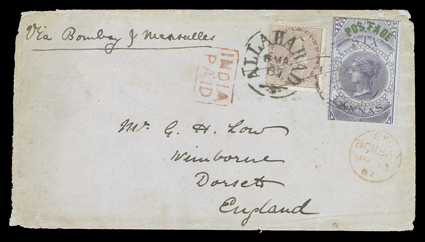 Via Bombay & Marseilles
POSTAGE
SIX
ANNAS
ALLAHABAD
MA
67
INDIA
PAID
BOMBAY
67
Mr. G. H. Low
Wimborne
Dorset
England